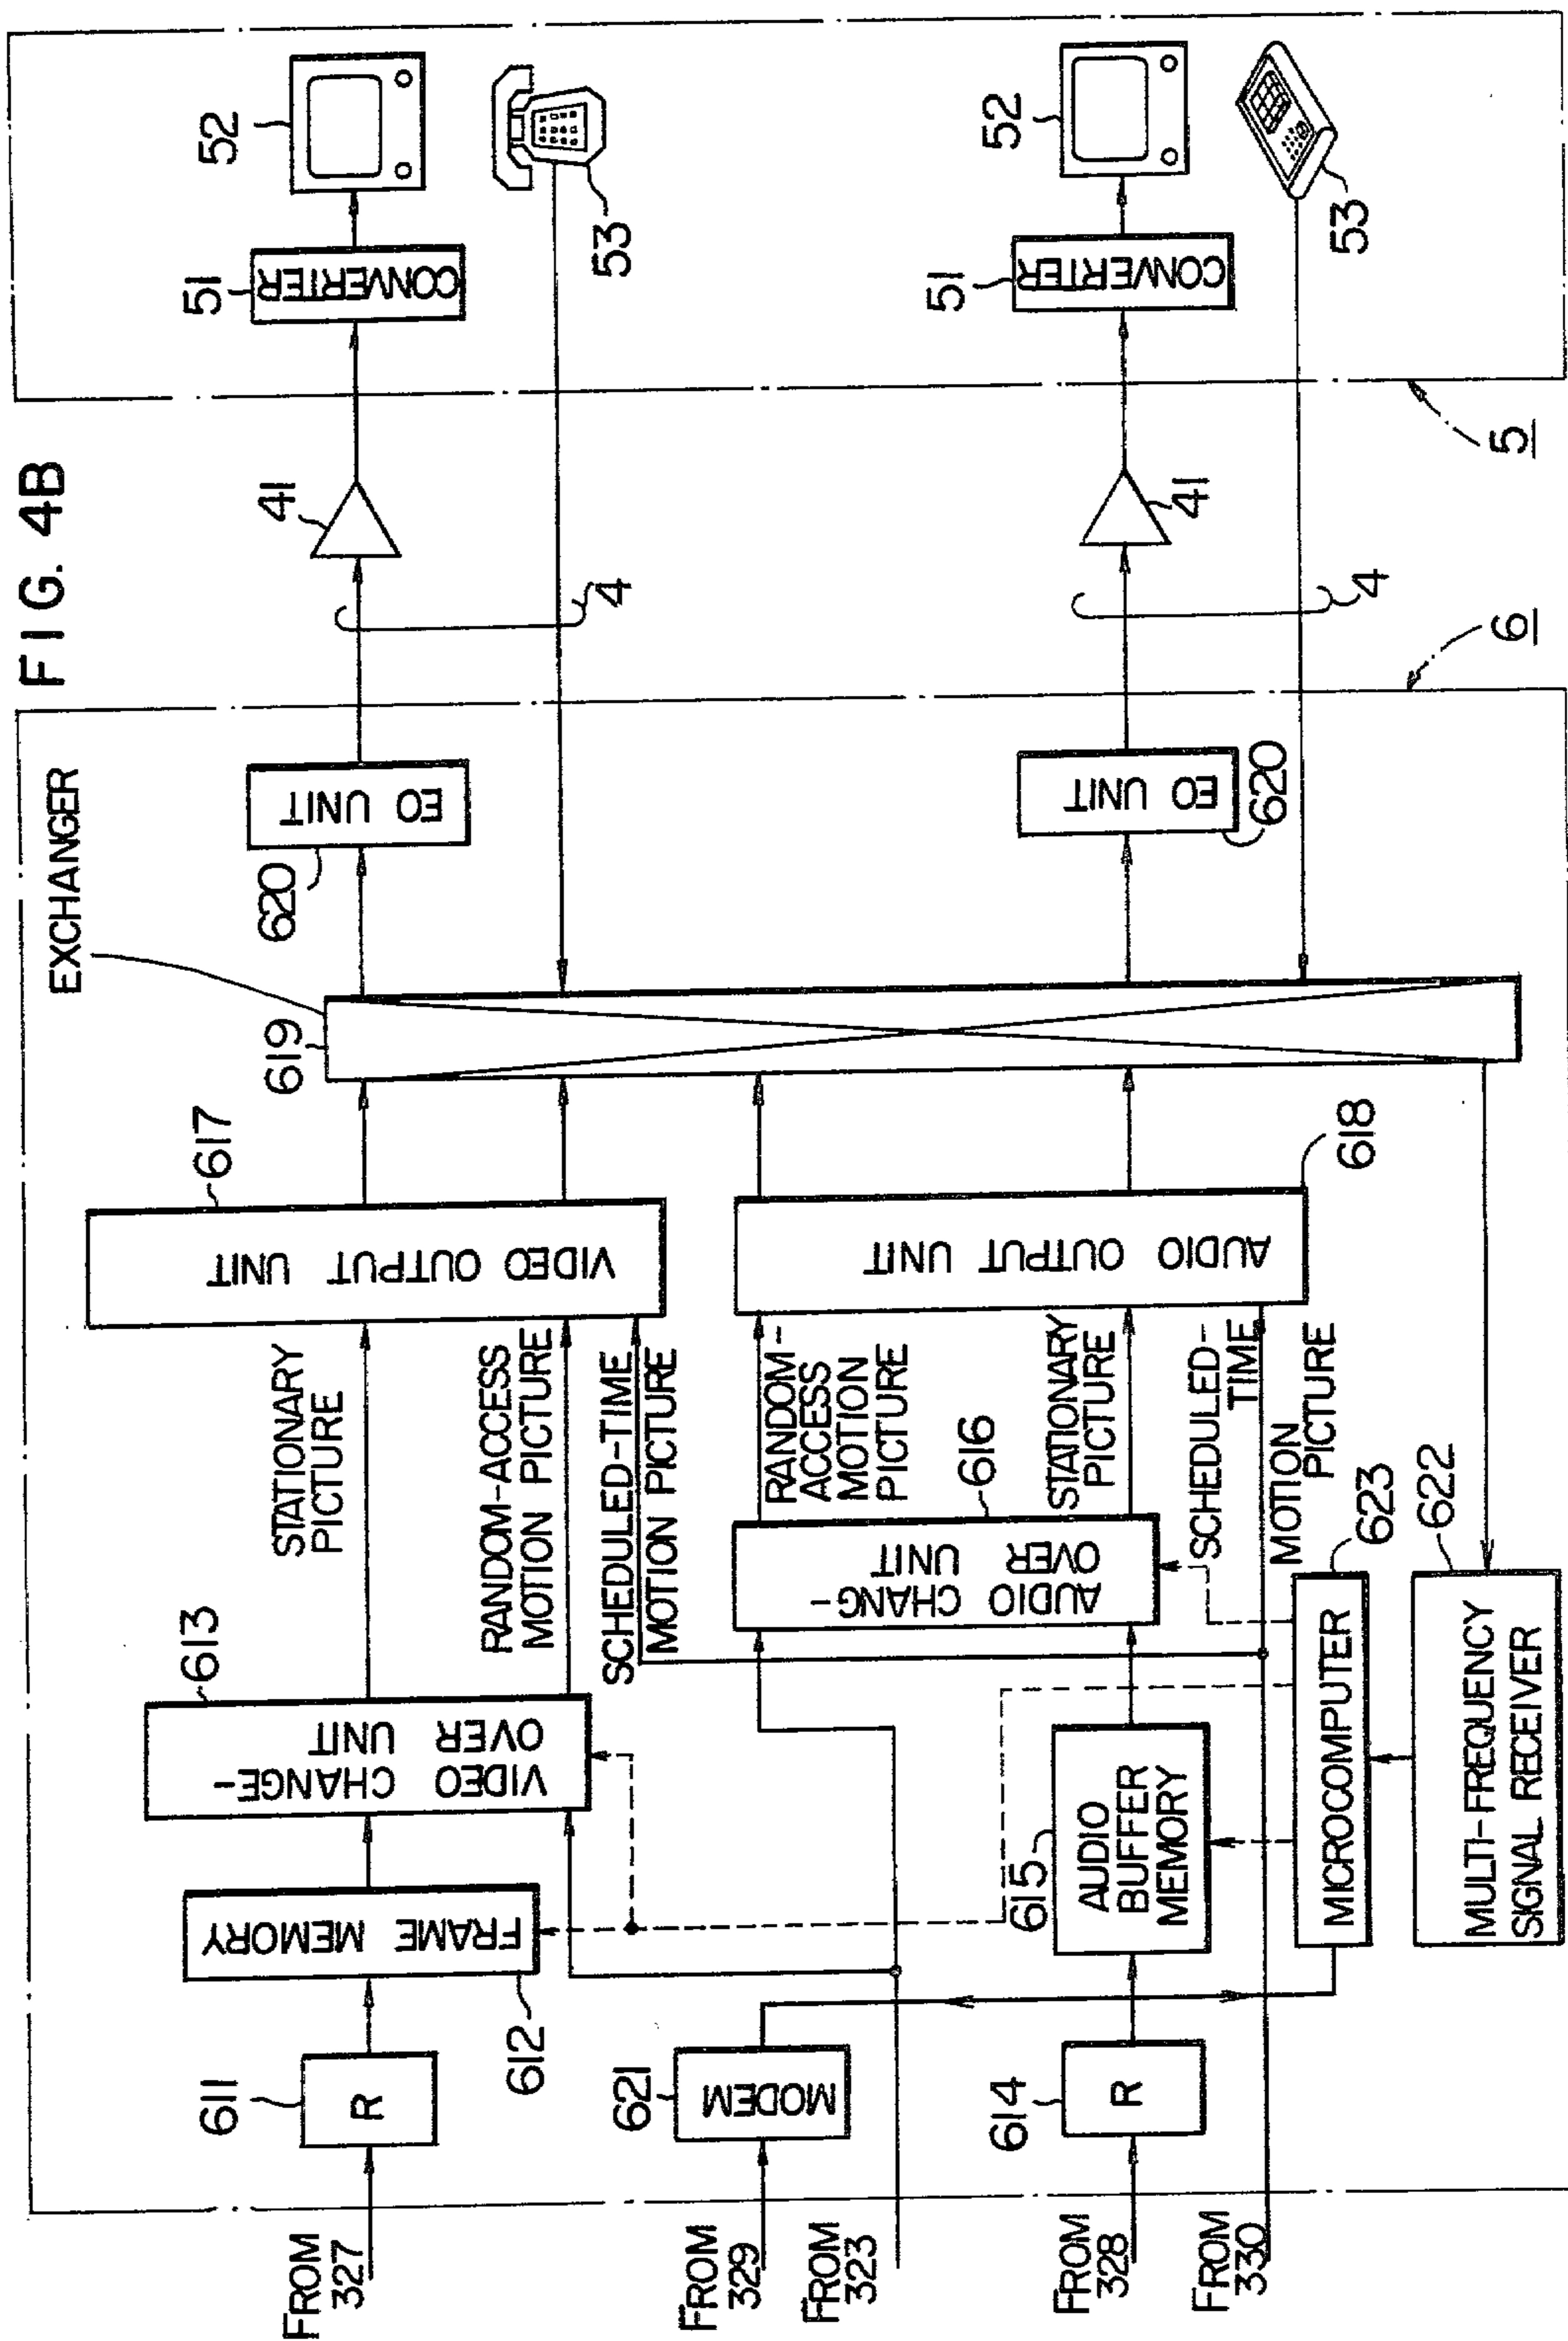 FIG. 4B
FROM
327
611
R
612
FRAME MEMORY
613
VIDEO CHANGE-
OVER UNIT
STATIONARY
PICTURE
RANDOM-ACCESS
MOTION PICTURE
SCHEDULED-TIME
MOTION PICTURE
617
VIDEO OUTPUT UNIT
619
EXCHANGER
620
EO UNIT
41
4
51
CONVERTER
52
53
FROM
329
621
MODEM
FROM
323
FROM
328
614
R
615
AUDIO
BUFFER
MEMORY
AUDIO CHANG-
OVER UNIT
616
RANDOM-
ACCESS
MOTION
PICTURE
STATIONARY
PICTURE
SCHEDULED-
TIME
MOTION
PICTURE
AUDIO OUTPUT UNIT
618
EO UNIT
620
41
4
51
CONVERTER
52
53
FROM
330
MICROCOMPUTER
623
MULTI-FREQUENCY
SIGNAL RECEIVER
622
6
5